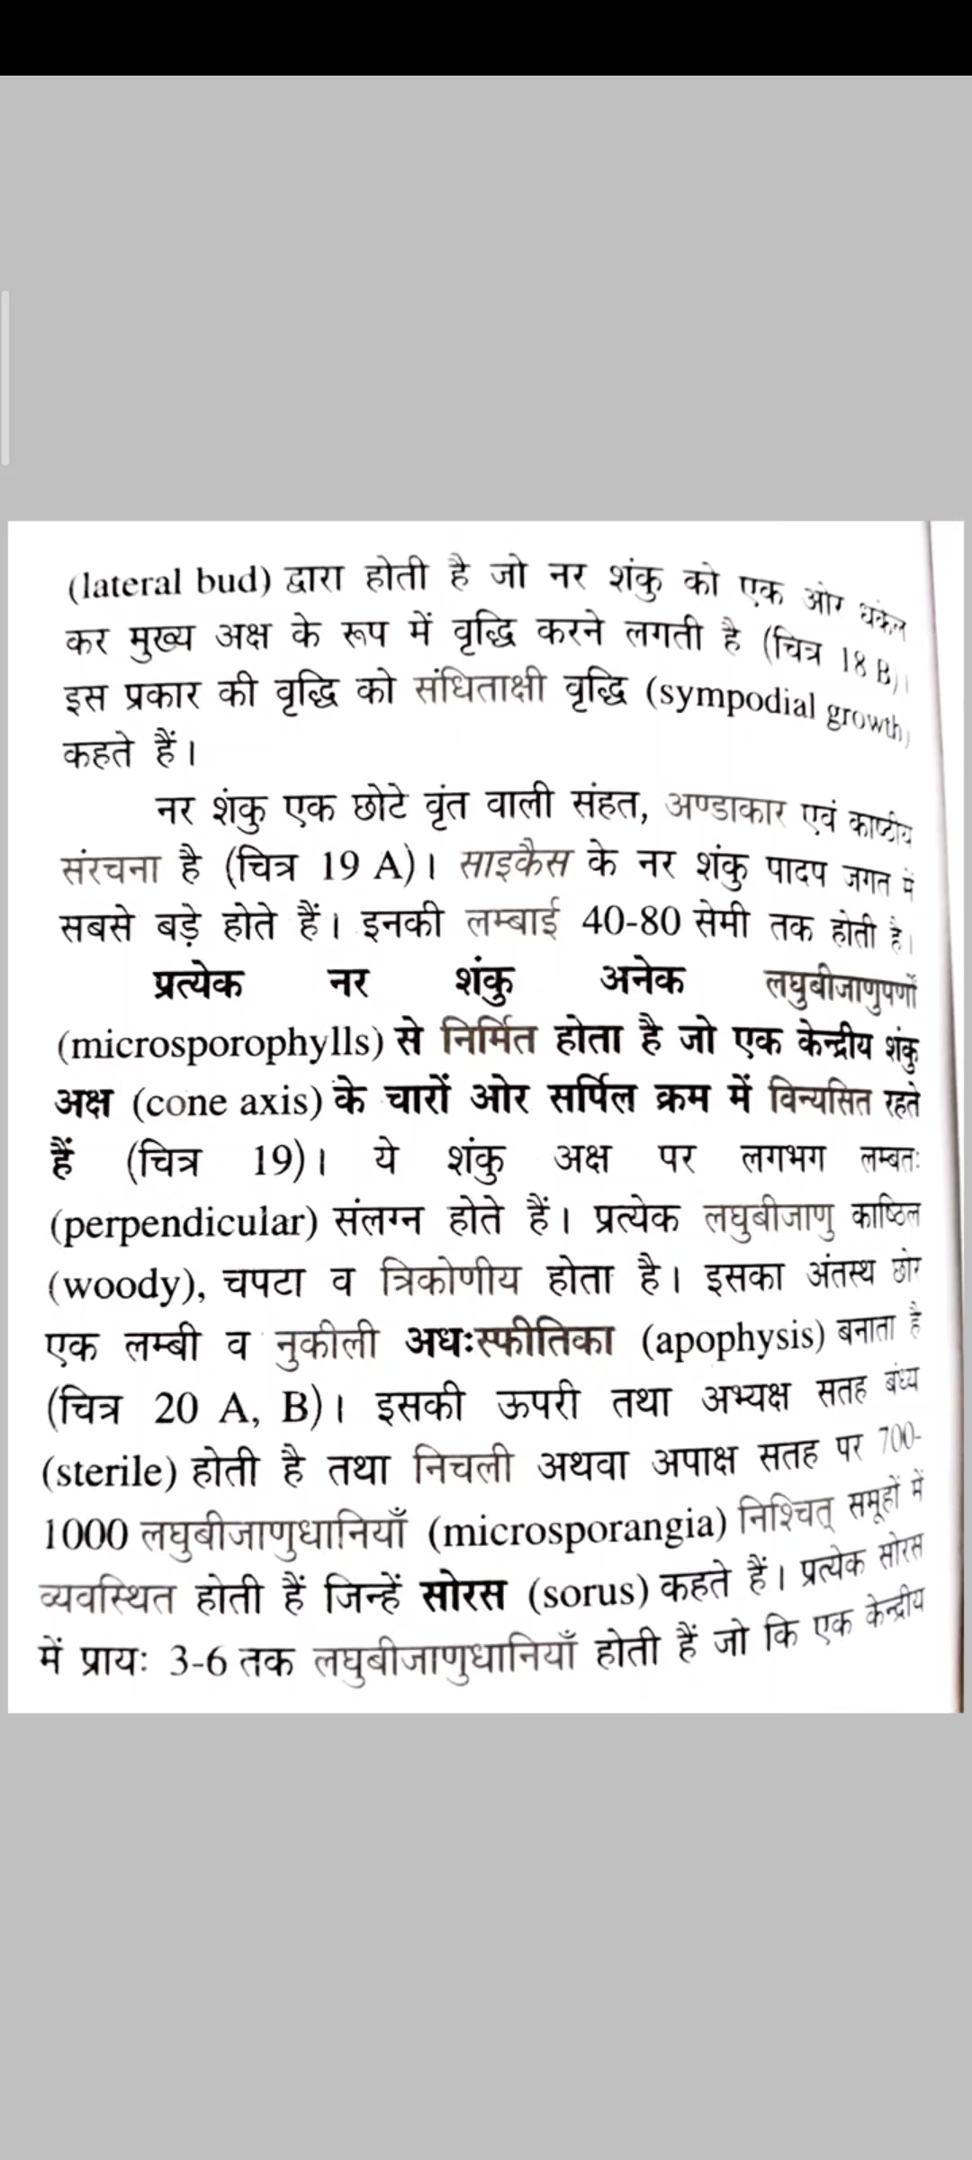 (lateral bud) द्वारा होती है जो नर शंकु को एक ओर धकेल
कर मुख्य अक्ष के रूप में वृद्धि करने लगती है (चित्र 18 B)।
इस प्रकार की वृद्धि को संधिताक्षी वृद्धि (sympodial growth)
कहते हैं।
नर शंकु एक छोटे वृंत वाली संहत, अण्डाकार एवं काष्ठीय
संरचना है (चित्र 19 A)। साइकैस के नर शंकु पादप जगत में
सबसे बड़े होते हैं। इनकी लम्बाई 40-80 सेमी तक होती है।
प्रत्येक नर शंकु अनेक लघुबीजाणुपर्णों
(microsporophylls) से निर्मित होता है जो एक केन्द्रीय शंकु
अक्ष (cone axis) के चारों ओर सर्पिल क्रम में विन्यसित रहते
हैं (चित्र 19)। ये शंकु अक्ष पर लगभग लम्बतः
(perpendicular) संलग्न होते हैं। प्रत्येक लघुबीजाणु काष्ठिल
(woody), चपटा व त्रिकोणीय होता है। इसका अंतस्थ छोर
एक लम्बी व नुकीली अधःस्फीतिका (apophysis) बनाता है
(चित्र 20 A, B)। इसकी ऊपरी तथा अभ्यक्ष सतह बंध्य
(sterile) होती है तथा निचली अथवा अपाक्ष सतह पर 700-
1000 लघुबीजाणुधानियाँ (microsporangia) निश्चित् समूहों में
व्यवस्थित होती हैं जिन्हें सोरस (sorus) कहते हैं। प्रत्येक सोरस
में प्रायः 3-6 तक लघुबीजाणुधानियाँ होती हैं जो कि एक केन्द्रीय